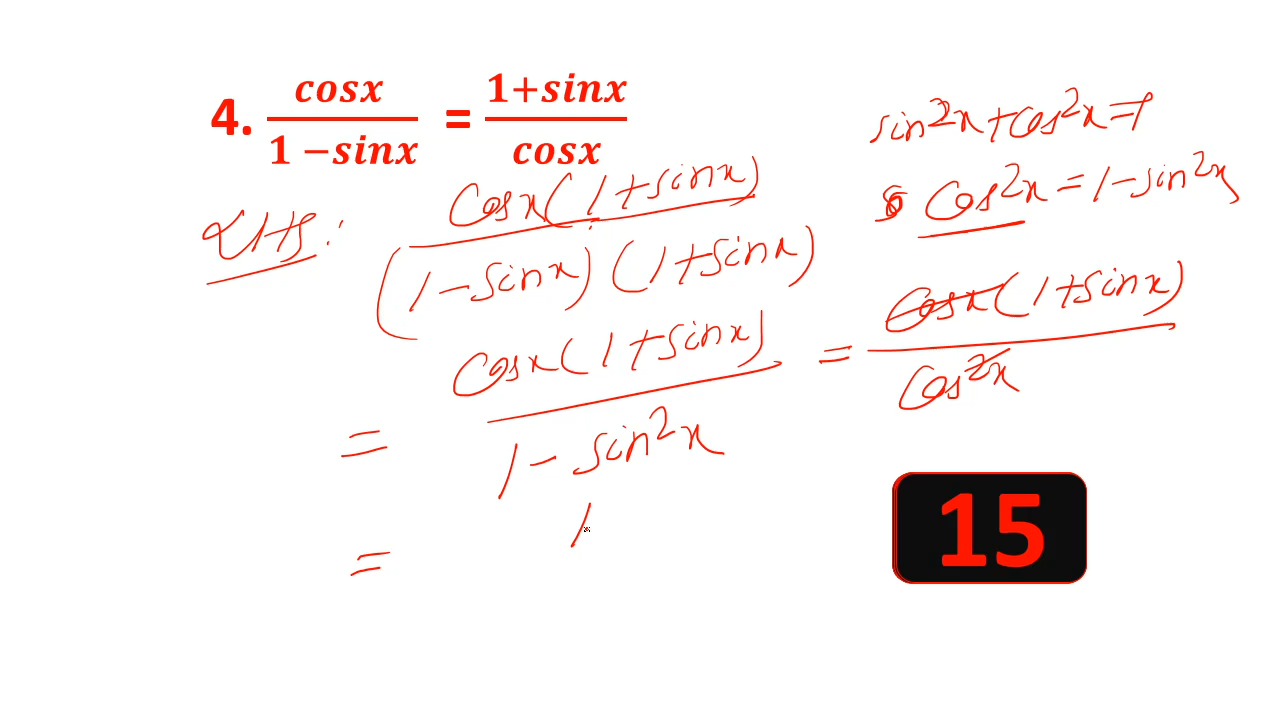 4. cosx / 1 − sinx = 1+sinx / cosx
sin²x + cos²x = 1
cos²x = 1 - sin²x
LHS: cosx(1+sinx) / (1 - sinx)(1+sinx)
= cosx(1+sinx) / 1 - sin²x = cosx(1+sinx) / cos²x
= 1
15